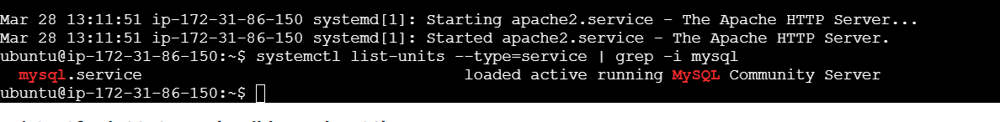 Mar 28 13:11:51 ip-172-31-86-150 systemd[1]: Starting apache2.service - The Apache HTTP Server...
Mar 28 13:11:51 ip-172-31-86-150 systemd[1]: Started apache2.service - The Apache HTTP Server.
ubuntu@ip-172-31-86-150:~$ systemctl list-units --type=service | grep -i mysql
mysql.service loaded active running MySQL Community Server
ubuntu@ip-172-31-86-150:~$